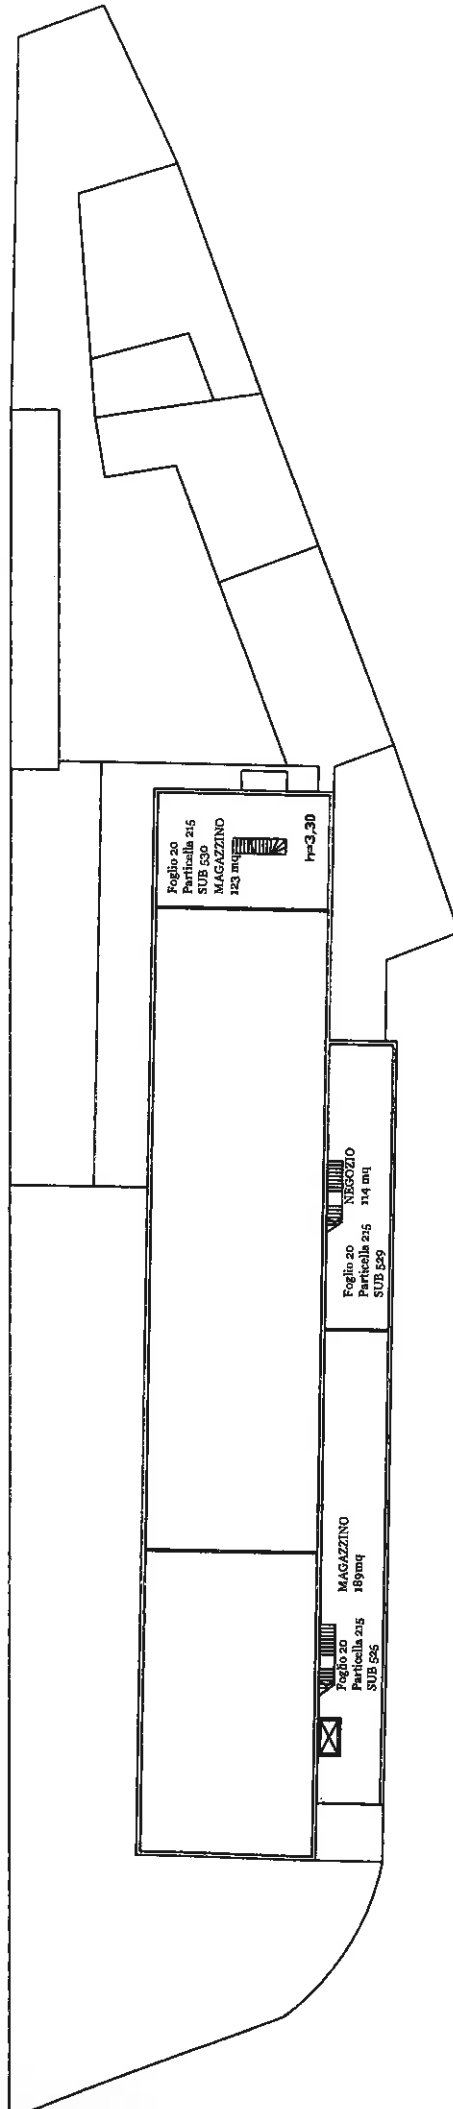 Foglio 20
Particella 215
SUB 530
MAGAZZINO
123 mq
h=3,30
NEGOZIO
114 mq
Foglio 20
Particella 215
SUB 529
MAGAZZINO
189mq
Foglio 20
Particella 215
SUB 525